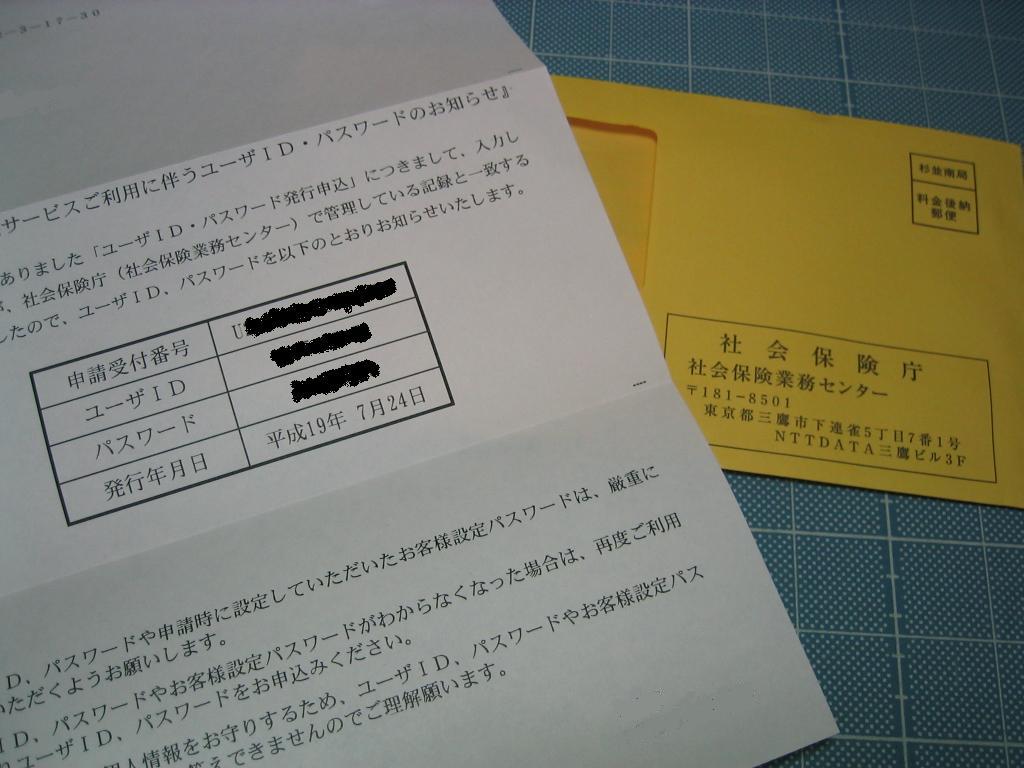 2-3-17-30
サービスご利用に伴うユーザID・パスワードのお知らせ』
ありました「ユーザID・パスワード発行申込」につきまして、入力し
、社会保険庁（社会保険業務センター）で管理している記録と一致する
したので、ユーザID、パスワードを以下のとおりお知らせいたします。
申請受付番号 U
ユーザID
パスワード
発行年月日 平成19年 7月24日
D、パスワードや申請時に設定していただいたお客様設定パスワードは、厳重に
いただくようお願いします。
ID、パスワードやお客様設定パスワードがわからなくなった場合は、再度ご利用
りユーザID、パスワードをお申込みください。
個人情報をお守りするため、ユーザID、パスワードやお客様設定パス
答えできませんのでご理解願います。
杉並南局
料金後納
郵便
社会保険庁
社会保険業務センター
〒181-8501
東京都三鷹市下連雀5丁目7番1号
NTTDATA三鷹ビル3F